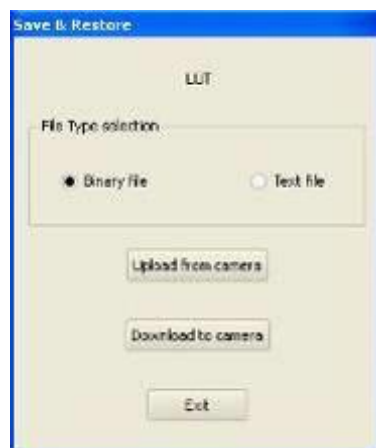 Save & Restore
LUT
File Type selection
Binary file
Text file
Upload from camera
Download to camera
Exit